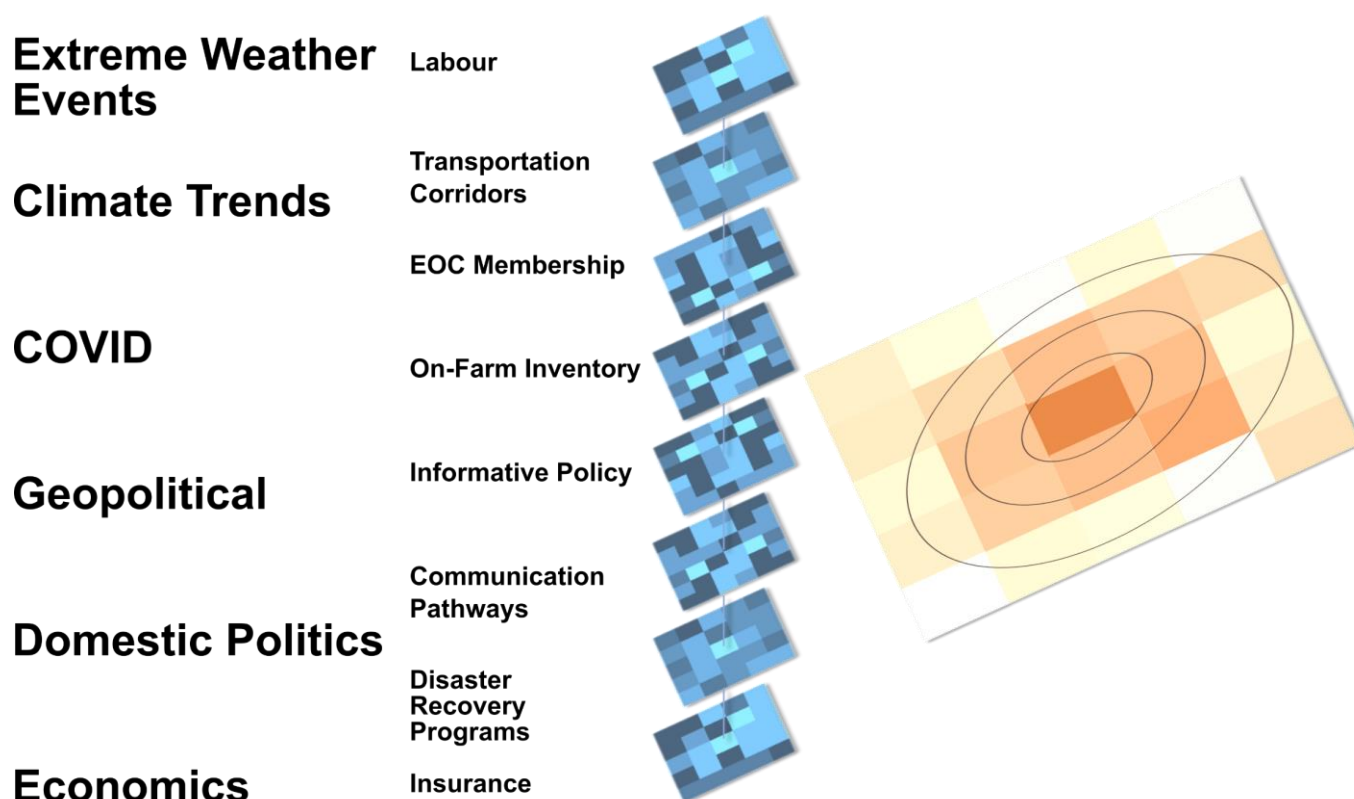 Extreme Weather
Events
Climate Trends
COVID
Geopolitical
Domestic Politics
Economics
Labour
Transportation
Corridors
EOC Membership
On-Farm Inventory
Informative Policy
Communication
Pathways
Disaster
Recovery
Programs
Insurance